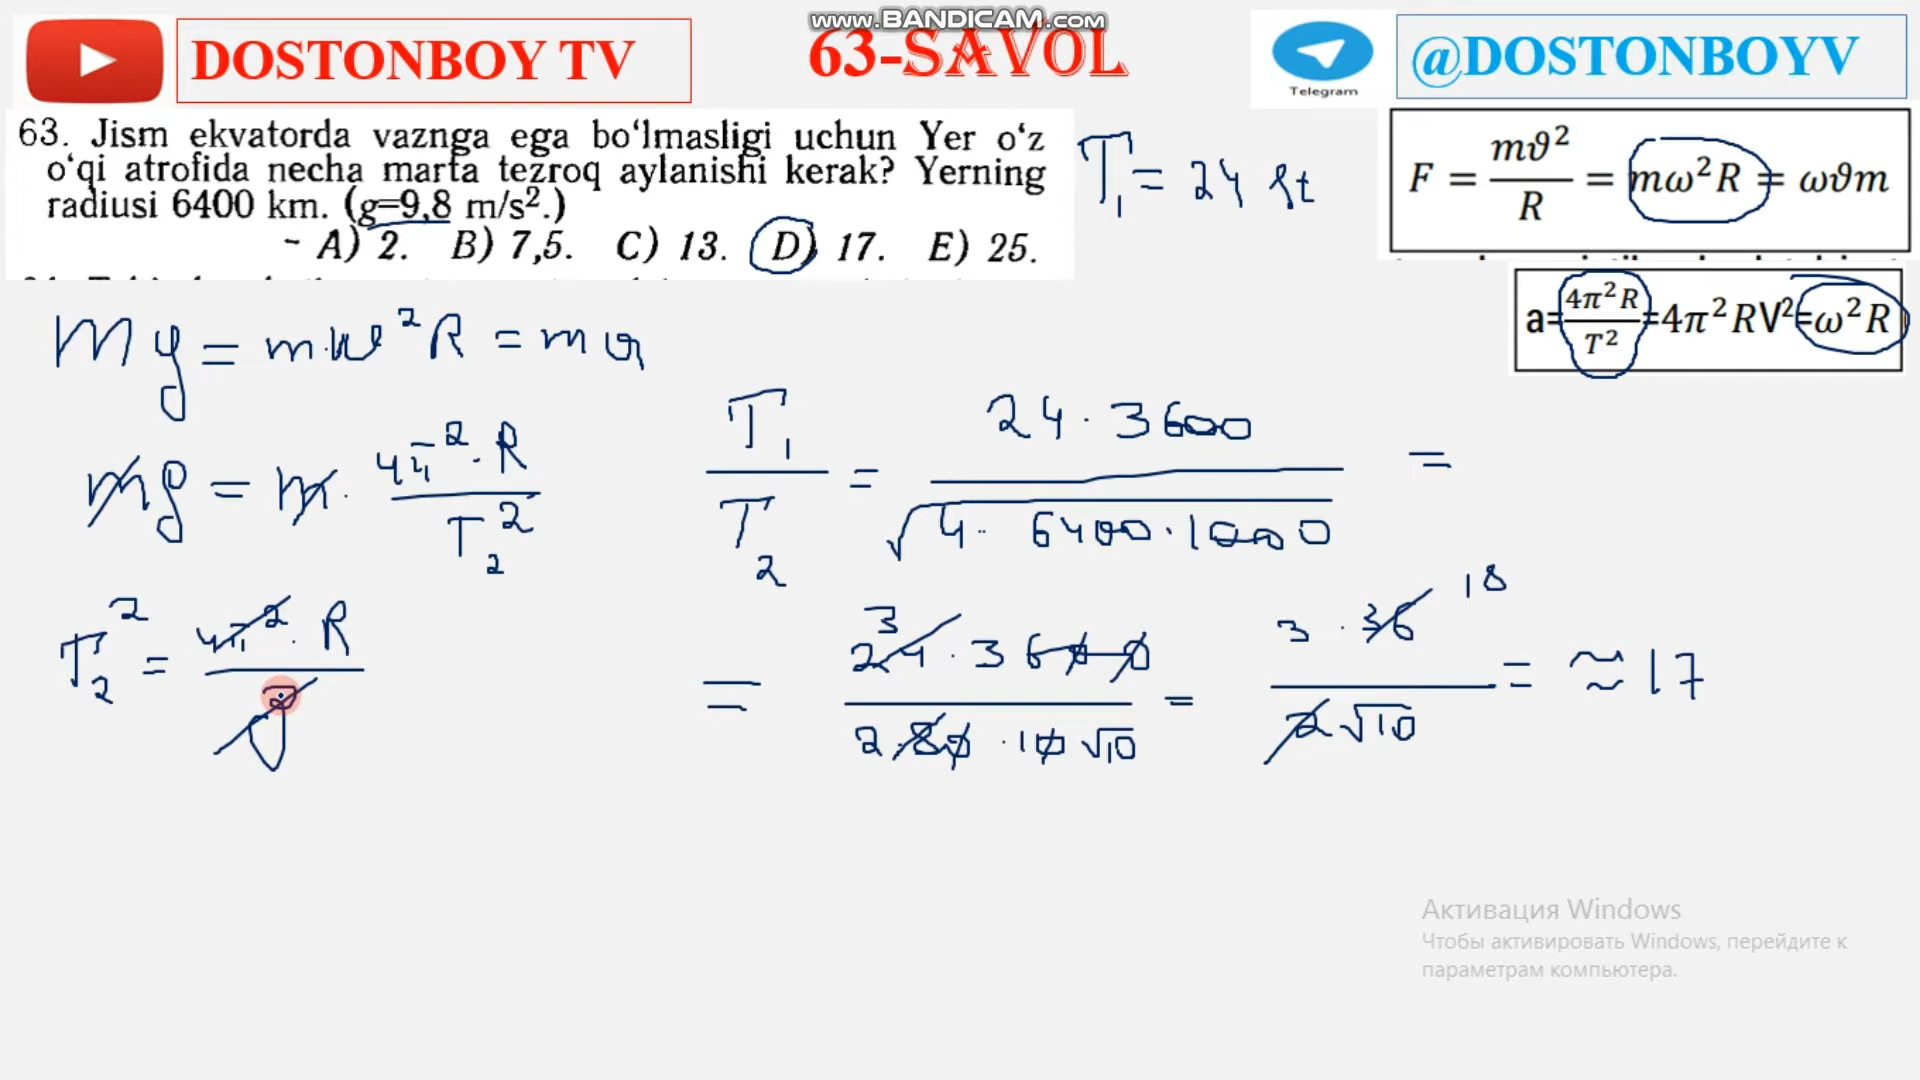 www.BANDICAM.com
DOSTONBOY TV
63-SAVOL
Telegram
@DOSTONBOYV
63. Jism ekvatorda vaznga ega bo‘lmasligi uchun Yer o‘z
o‘qi atrofida necha marta tezroq aylanishi kerak? Yerning
radiusi 6400 km. (g=9,8 m/s².)
- A) 2. B) 7,5. C) 13. D) 17. E) 25.
T₁ = 24 st
F = mϑ²/R = mω²R = ωϑm
a=4π²R/T²=4π²RV²=ω²R
mg = m·w²R = ma
mg = m · 4π²·R/T₂²
T₂² = 4π²·R/g
T₁/T₂ = 24·3600/√4·6400·1000 =
= 24·3600/2·80·10√10 = 3·36/2√10 = ≈17
3
18
Активация Windows
Чтобы активировать Windows, перейдите к
параметрам компьютера.